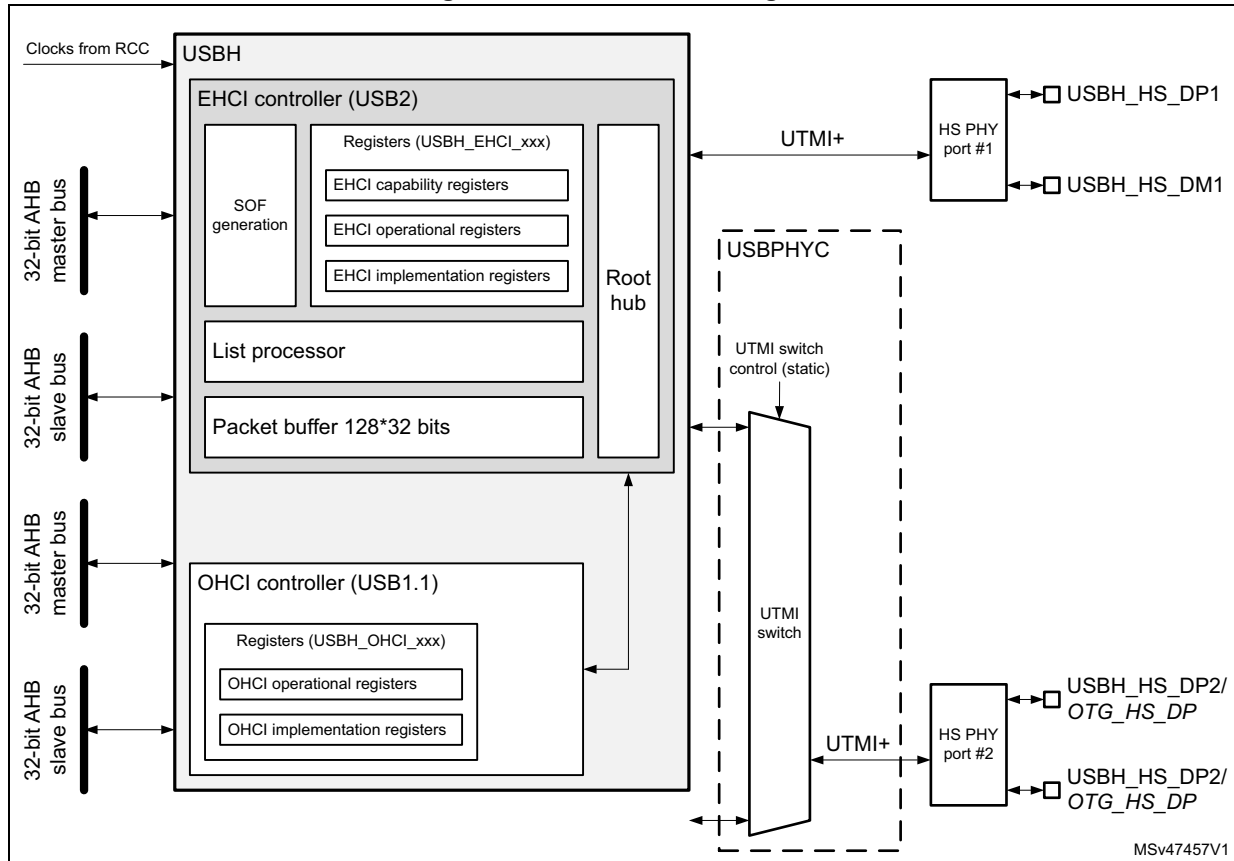 Clocks from RCC
USBH
EHCI controller (USB2)
SOF
generation
Registers (USBH_EHCI_xxx)
EHCI capability registers
EHCI operational registers
EHCI implementation registers
Root
hub
List processor
Packet buffer 128*32 bits
OHCI controller (USB1.1)
Registers (USBH_OHCI_xxx)
OHCI operational registers
OHCI implementation registers
32-bit AHB
master bus
32-bit AHB
slave bus
32-bit AHB
master bus
32-bit AHB
slave bus
UTMI+
HS PHY
port #1
USBH_HS_DP1
USBH_HS_DM1
USBPHYC
UTMI switch
control (static)
UTMI
switch
UTMI+
HS PHY
port #2
USBH_HS_DP2/
OTG_HS_DP
USBH_HS_DP2/
OTG_HS_DP
MSv47457V1